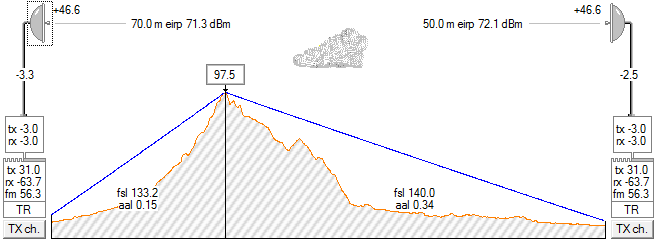 +46.6
70.0 m eirp 71.3 dBm
50.0 m eirp 72.1 dBm
+46.6
-3.3
97.5
-2.5
tx -3.0
rx -3.0
tx -3.0
rx -3.0
tx 31.0
rx -63.7
fm 56.3
TR
TX ch.
fsl 133.2
aal 0.15
fsl 140.0
aal 0.34
tx 31.0
rx -63.7
fm 56.3
TR
TX ch.